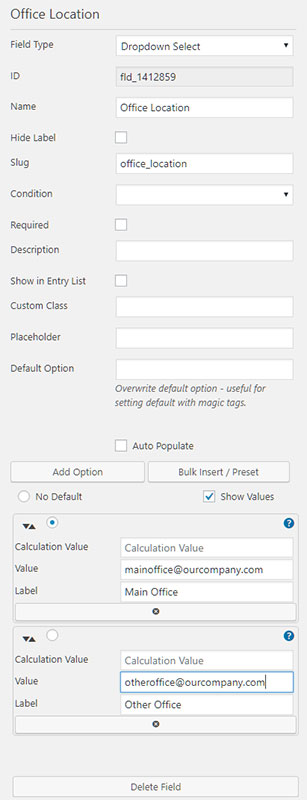 Office Location
Field Type Dropdown Select
ID fld_1412859
Name Office Location
Hide Label
Slug office_location
Condition
Required
Description
Show in Entry List
Custom Class
Placeholder
Default Option
Overwrite default option - useful for
setting default with magic tags.
Auto Populate
Add Option Bulk Insert / Preset
No Default Show Values
?
Calculation Value Calculation Value
Value mainoffice@ourcompany.com
Label Main Office
?
Calculation Value Calculation Value
Value otheroffice@ourcompany.com
Label Other Office
Delete Field